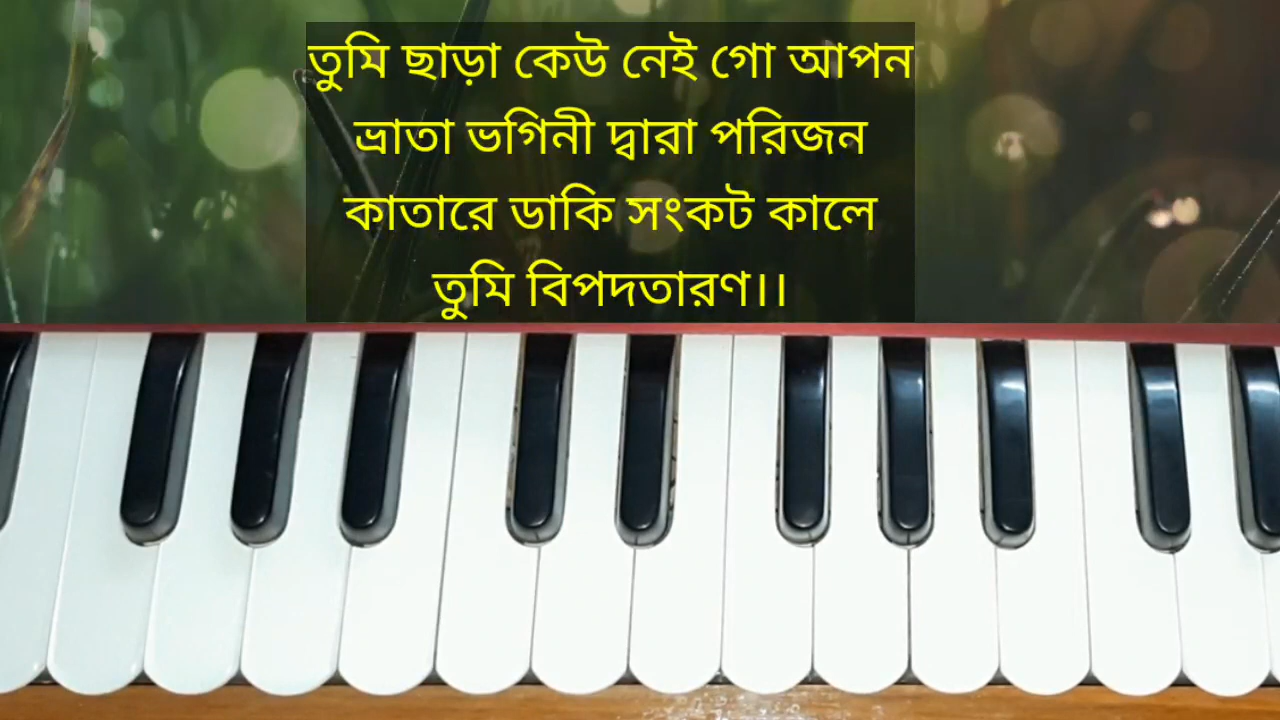 তুমি ছাড়া কেউ নেই গো আপন
ভ্রাতা ভগিনী দ্বারা পরিজন
কাতারে ডাকি সংকট কালে
তুমি বিপদতারণ।।